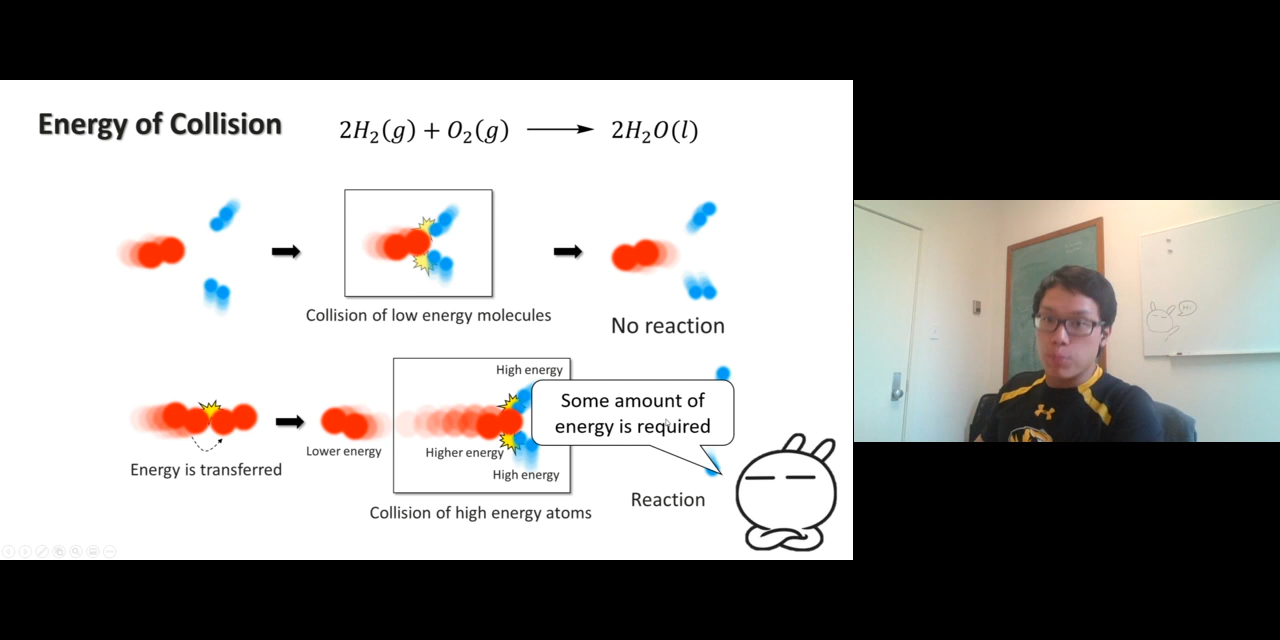 Energy of Collision
2H₂(g) + O₂(g) ⟶ 2H₂O(l)
Collision of low energy molecules
No reaction
High energy
Some amount of
energy is required
Lower energy
Higher energy
Energy is transferred
High energy
Reaction
Collision of high energy atoms